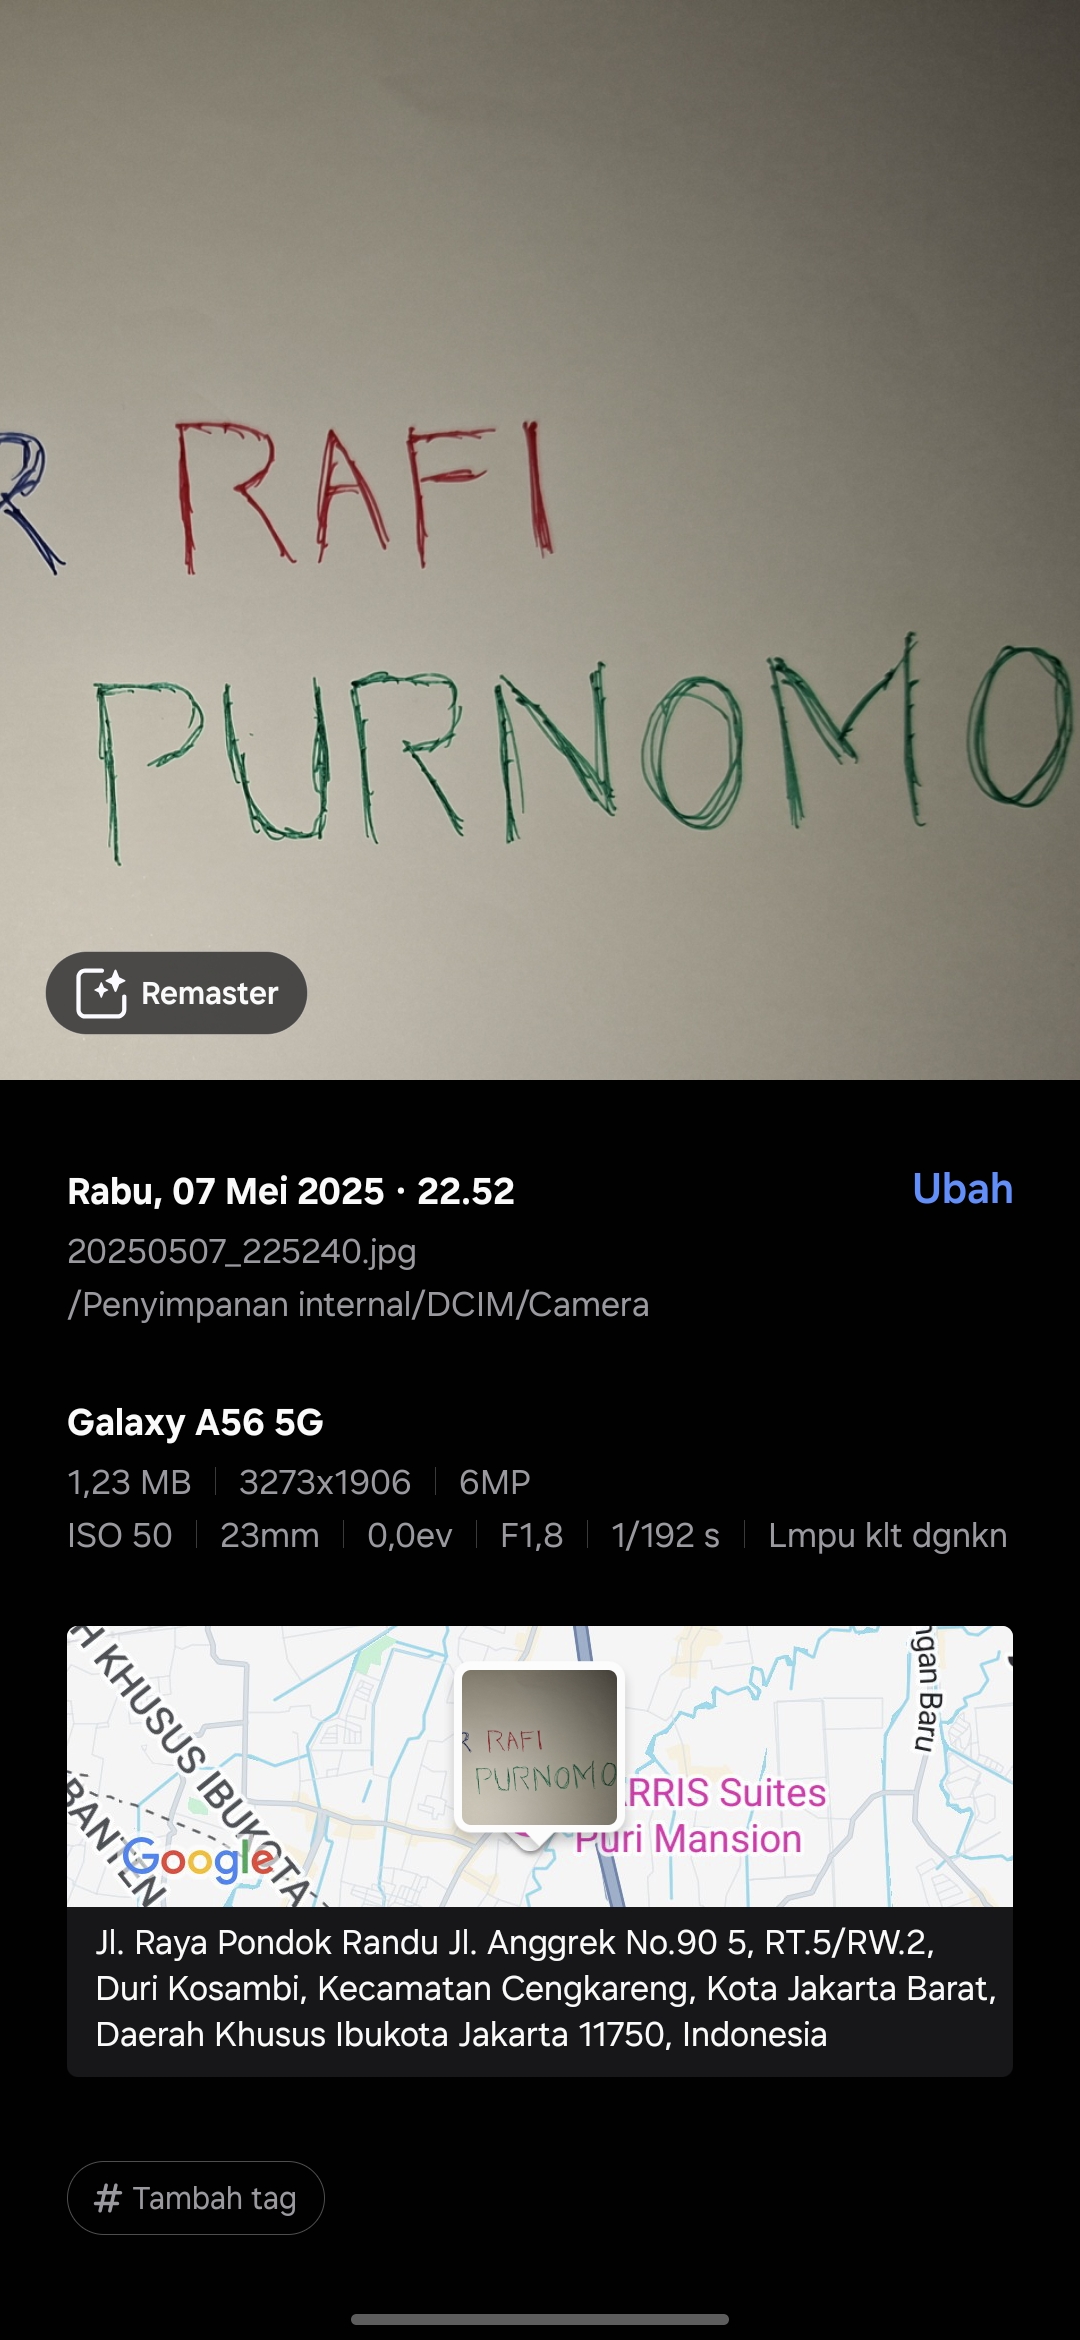 R RAFI
PURNOMO
Remaster
Rabu, 07 Mei 2025 · 22.52
Ubah
20250507_225240.jpg
/Penyimpanan internal/DCIM/Camera
Galaxy A56 5G
1,23 MB | 3273x1906 | 6MP
ISO 50 | 23mm | 0,0ev | F1,8 | 1/192 s | Lmpu klt dgnkn
H KHUSUS IBUKOTA
BANTEN
Google
R RAFI
PURNOMO
RRIS Suites
Puri Mansion
ngan Baru
Jl. Raya Pondok Randu Jl. Anggrek No.90 5, RT.5/RW.2,
Duri Kosambi, Kecamatan Cengkareng, Kota Jakarta Barat,
Daerah Khusus Ibukota Jakarta 11750, Indonesia
# Tambah tag